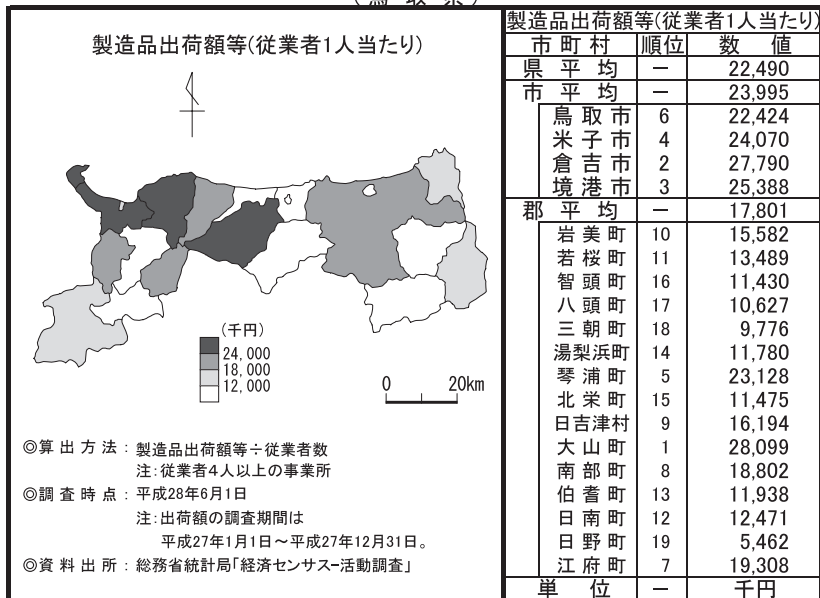 製造品出荷額等(従業者1人当たり)
(千円)
24,000
18,000
12,000
0 20km
◎算出方法：製造品出荷額等÷従業者数
注:従業者4人以上の事業所
◎調査時点：平成28年6月1日
注:出荷額の調査期間は
平成27年1月1日～平成27年12月31日。
◎資料出所：総務省統計局「経済センサス-活動調査」
製造品出荷額等(従業者1人当たり)
市町村 順位 数値
県平均 － 22,490
市平均 － 23,995
鳥取市 6 22,424
米子市 4 24,070
倉吉市 2 27,790
境港市 3 25,388
郡平均 － 17,801
岩美町 10 15,582
若桜町 11 13,489
智頭町 16 11,430
八頭町 17 10,627
三朝町 18 9,776
湯梨浜町 14 11,780
琴浦町 5 23,128
北栄町 15 11,475
日吉津村 9 16,194
大山町 1 28,099
南部町 8 18,802
伯耆町 13 11,938
日南町 12 12,471
日野町 19 5,462
江府町 7 19,308
単位 － 千円